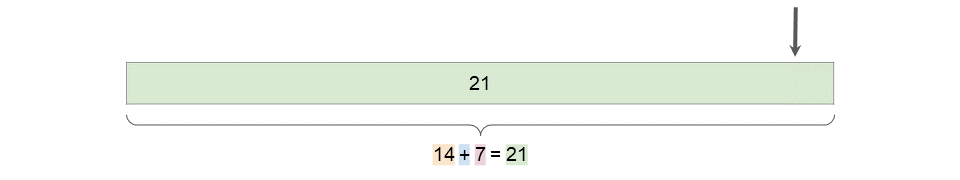 21
14 + 7 = 21